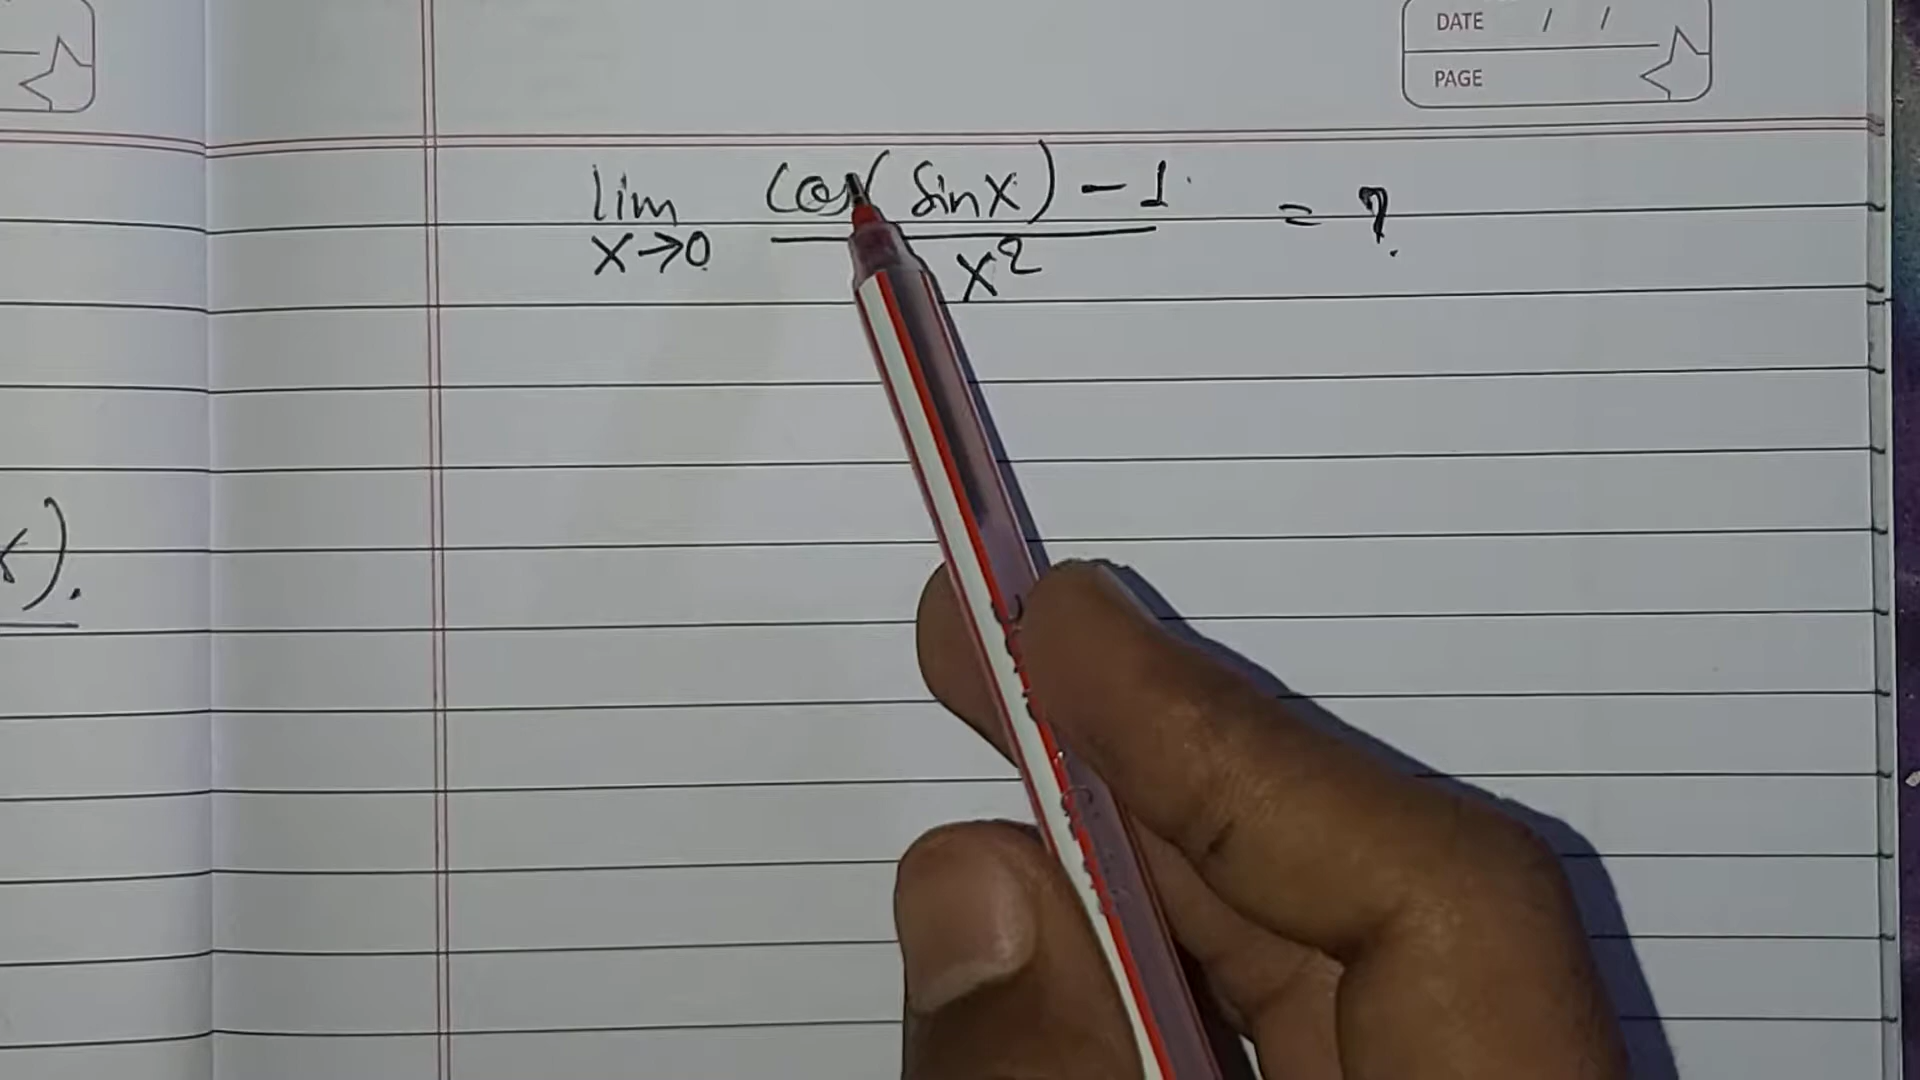 DATE / /
PAGE
lim x→0 (cos(sinx) - 1) / x² = ?
x).